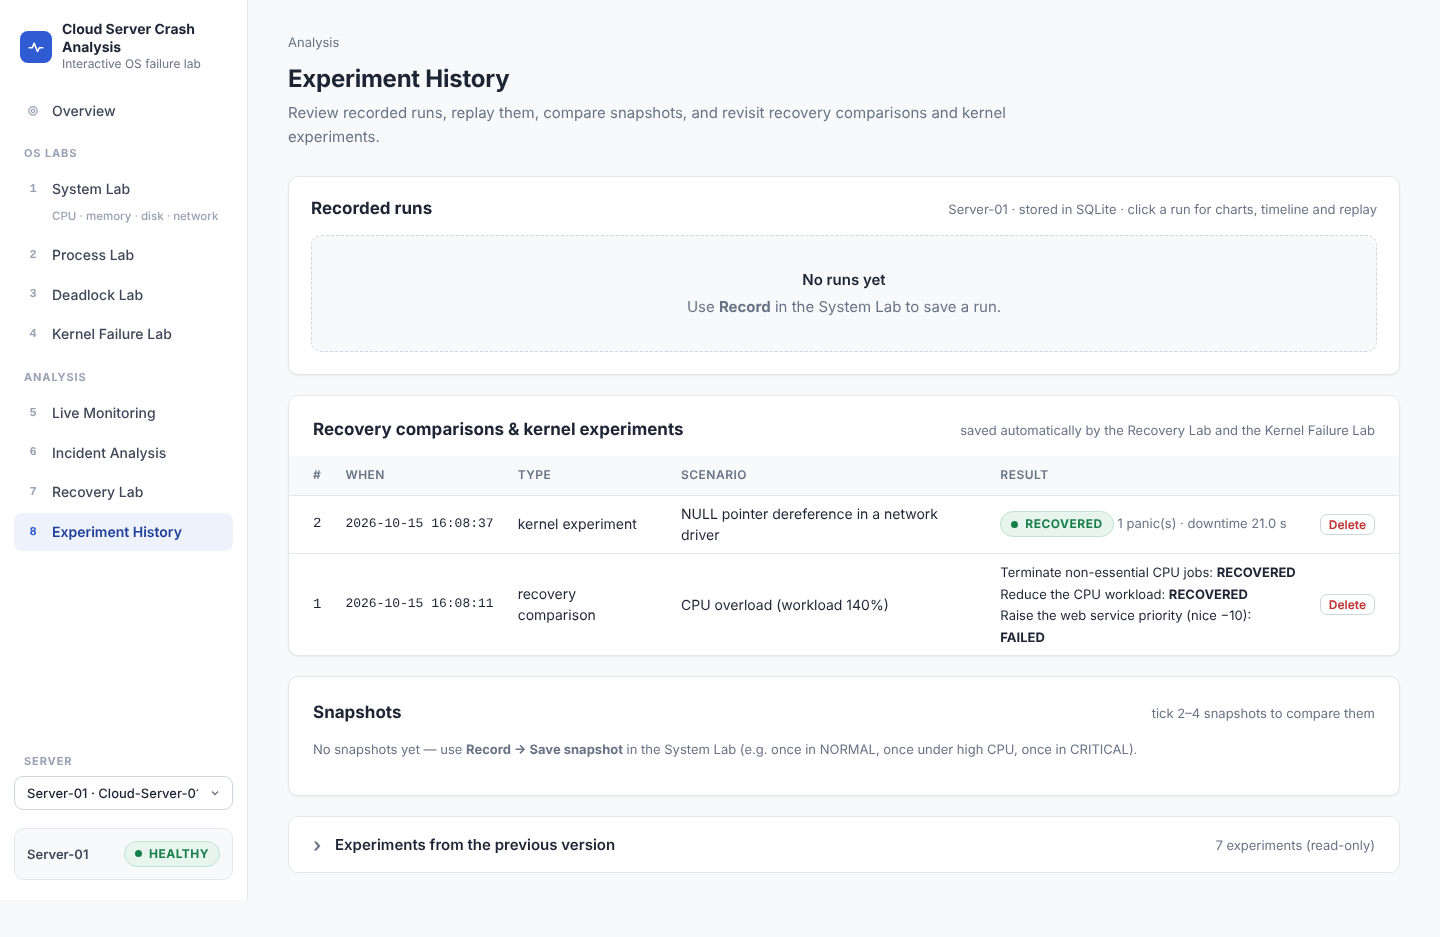 Cloud Server Crash
Analysis
Interactive OS failure lab
Overview
OS LABS
1 System Lab
CPU · memory · disk · network
2 Process Lab
3 Deadlock Lab
4 Kernel Failure Lab
ANALYSIS
5 Live Monitoring
6 Incident Analysis
7 Recovery Lab
8 Experiment History
SERVER
Server-01 · Cloud-Server-0
Server-01 HEALTHY
Analysis
Experiment History
Review recorded runs, replay them, compare snapshots, and revisit recovery comparisons and kernel
experiments.
Recorded runs
Server-01 · stored in SQLite · click a run for charts, timeline and replay
No runs yet
Use Record in the System Lab to save a run.
Recovery comparisons & kernel experiments
saved automatically by the Recovery Lab and the Kernel Failure Lab
# WHEN TYPE SCENARIO RESULT
2 2026-10-15 16:08:37 kernel experiment NULL pointer dereference in a network
driver
RECOVERED 1 panic(s) · downtime 21.0 s Delete
1 2026-10-15 16:08:11 recovery
comparison
CPU overload (workload 140%)
Terminate non-essential CPU jobs: RECOVERED
Reduce the CPU workload: RECOVERED
Raise the web service priority (nice −10):
FAILED
Delete
Snapshots
tick 2–4 snapshots to compare them
No snapshots yet — use Record → Save snapshot in the System Lab (e.g. once in NORMAL, once under high CPU, once in CRITICAL).
Experiments from the previous version
7 experiments (read-only)